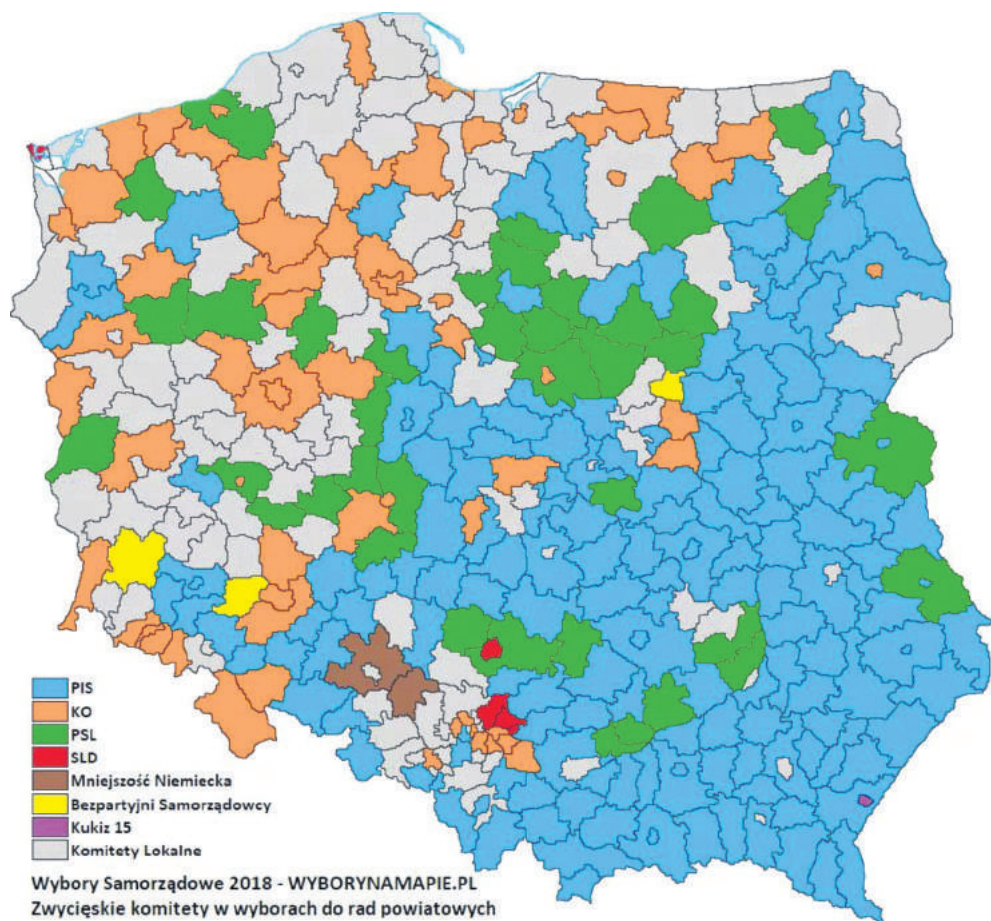 PIS
KO
PSL
SLD
Mniejszość Niemiecka
Bezpartyjni Samorządowcy
Kukiz 15
Komitety Lokalne
Wybory Samorządowe 2018 - WYBORYNAMAPIE.PL
Zwycięskie komitety w wyborach do rad powiatowych